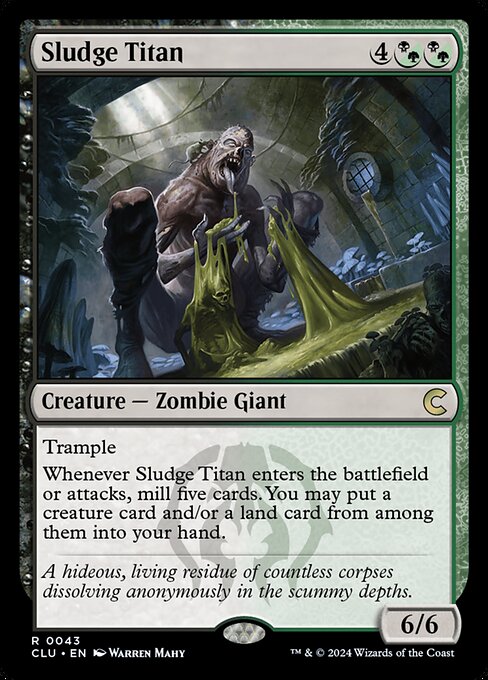 Sludge Titan 4
Creature — Zombie Giant
Trample
Whenever Sludge Titan enters the battlefield
or attacks, mill five cards. You may put a
creature card and/or a land card from among
them into your hand.
A hideous, living residue of countless corpses
dissolving anonymously in the scummy depths.
6/6
R 0043
CLU • EN Warren Mahy
™ & © 2024 Wizards of the Coast